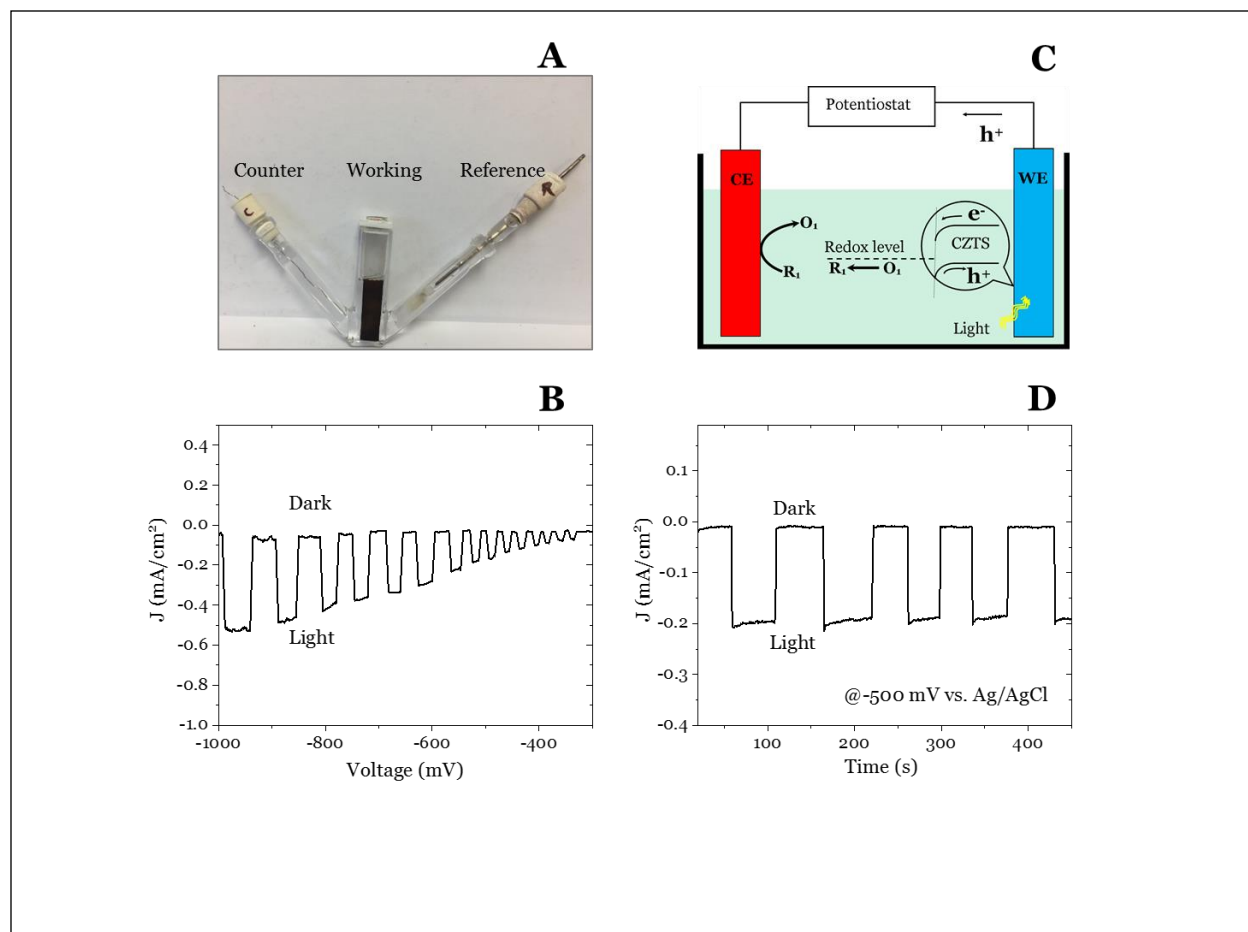 A
Counter
Working
Reference
C
Potentiostat
h⁺
CE
WE
O₁
R₁
Redox level
R₁
O₁
e⁻
CZTS
h⁺
Light
B
0.4
0.2
0.0
-0.2
-0.4
-0.6
-0.8
-1.0
J (mA/cm²)
Dark
Light
-1000
-800
-600
-400
Voltage (mV)
D
0.1
0.0
-0.1
-0.2
-0.3
-0.4
J (mA/cm²)
Dark
Light
@-500 mV vs. Ag/AgCl
100
200
300
400
Time (s)